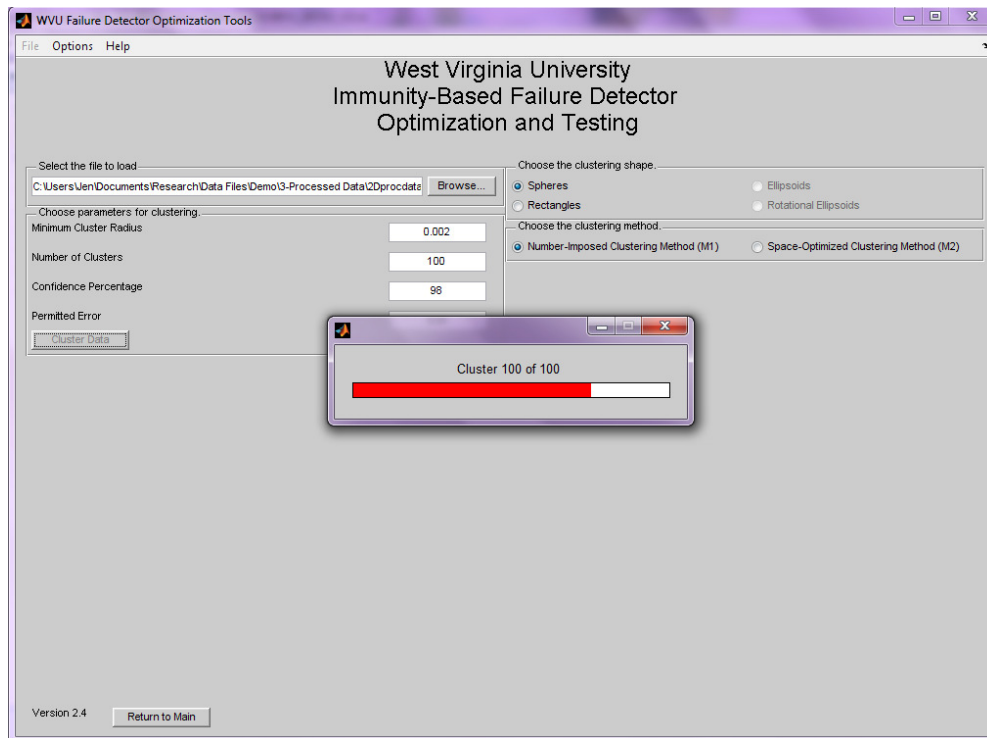 WVU Failure Detector Optimization Tools
File Options Help
West Virginia University
Immunity-Based Failure Detector
Optimization and Testing
Select the file to load
C:\Users\Jen\Documents\Research\Data Files\Demo\3-Processed Data\2Dprocdata
Browse...
Choose parameters for clustering.
Minimum Cluster Radius
0.002
Number of Clusters
100
Confidence Percentage
98
Permitted Error
Cluster Data
Choose the clustering shape.
Spheres
Ellipsoids
Rectangles
Rotational Ellipsoids
Choose the clustering method.
Number-Imposed Clustering Method (M1)
Space-Optimized Clustering Method (M2)
Cluster 100 of 100
Version 2.4
Return to Main